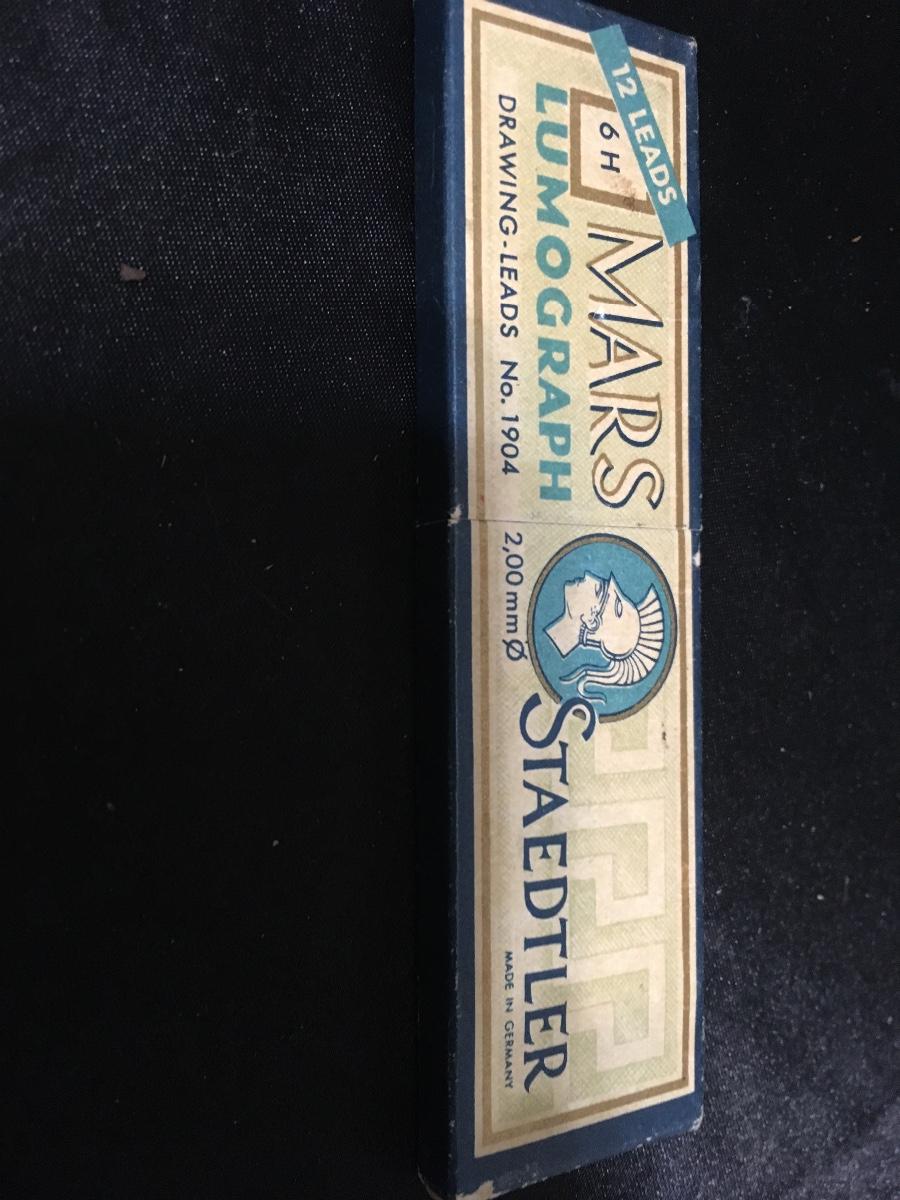 12 LEADS
6 H
MARS
LUMOGRAPH
DRAWING-LEADS No. 1904
2,00 mm Ø
STAEDTLER
MADE IN GERMANY